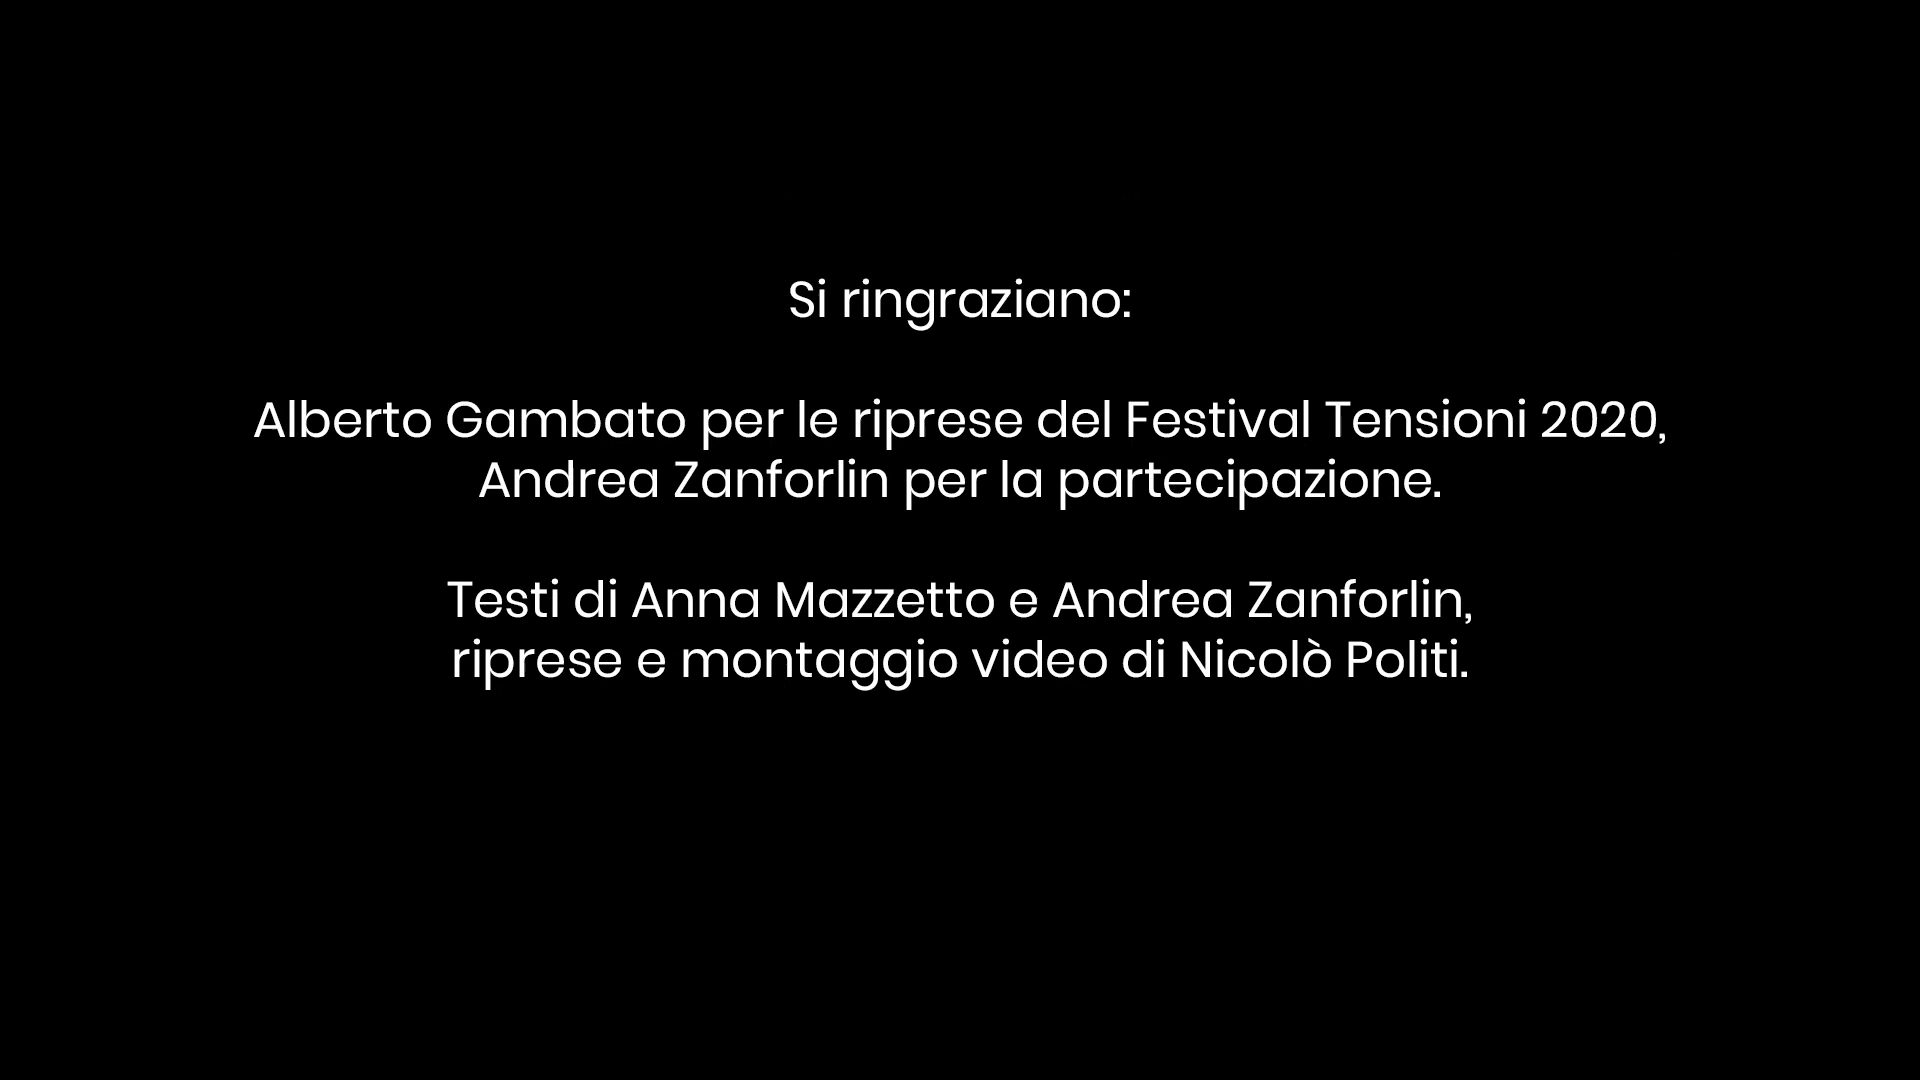 Si ringraziano:
Alberto Gambato per le riprese del Festival Tensioni 2020,
Andrea Zanforlin per la partecipazione.
Testi di Anna Mazzetto e Andrea Zanforlin,
riprese e montaggio video di Nicolò Politi.